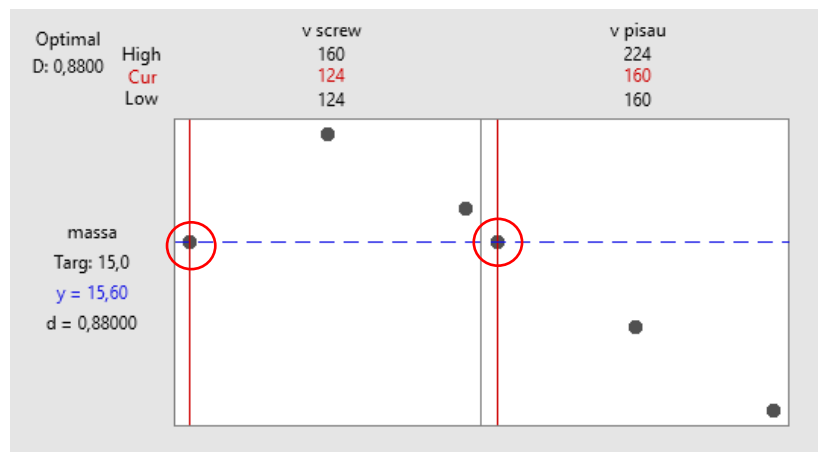 Optimal
D: 0,8800
High
Cur
Low
v screw
160
124
124
v pisau
224
160
160
massa
Targ: 15,0
y = 15,60
d = 0,88000